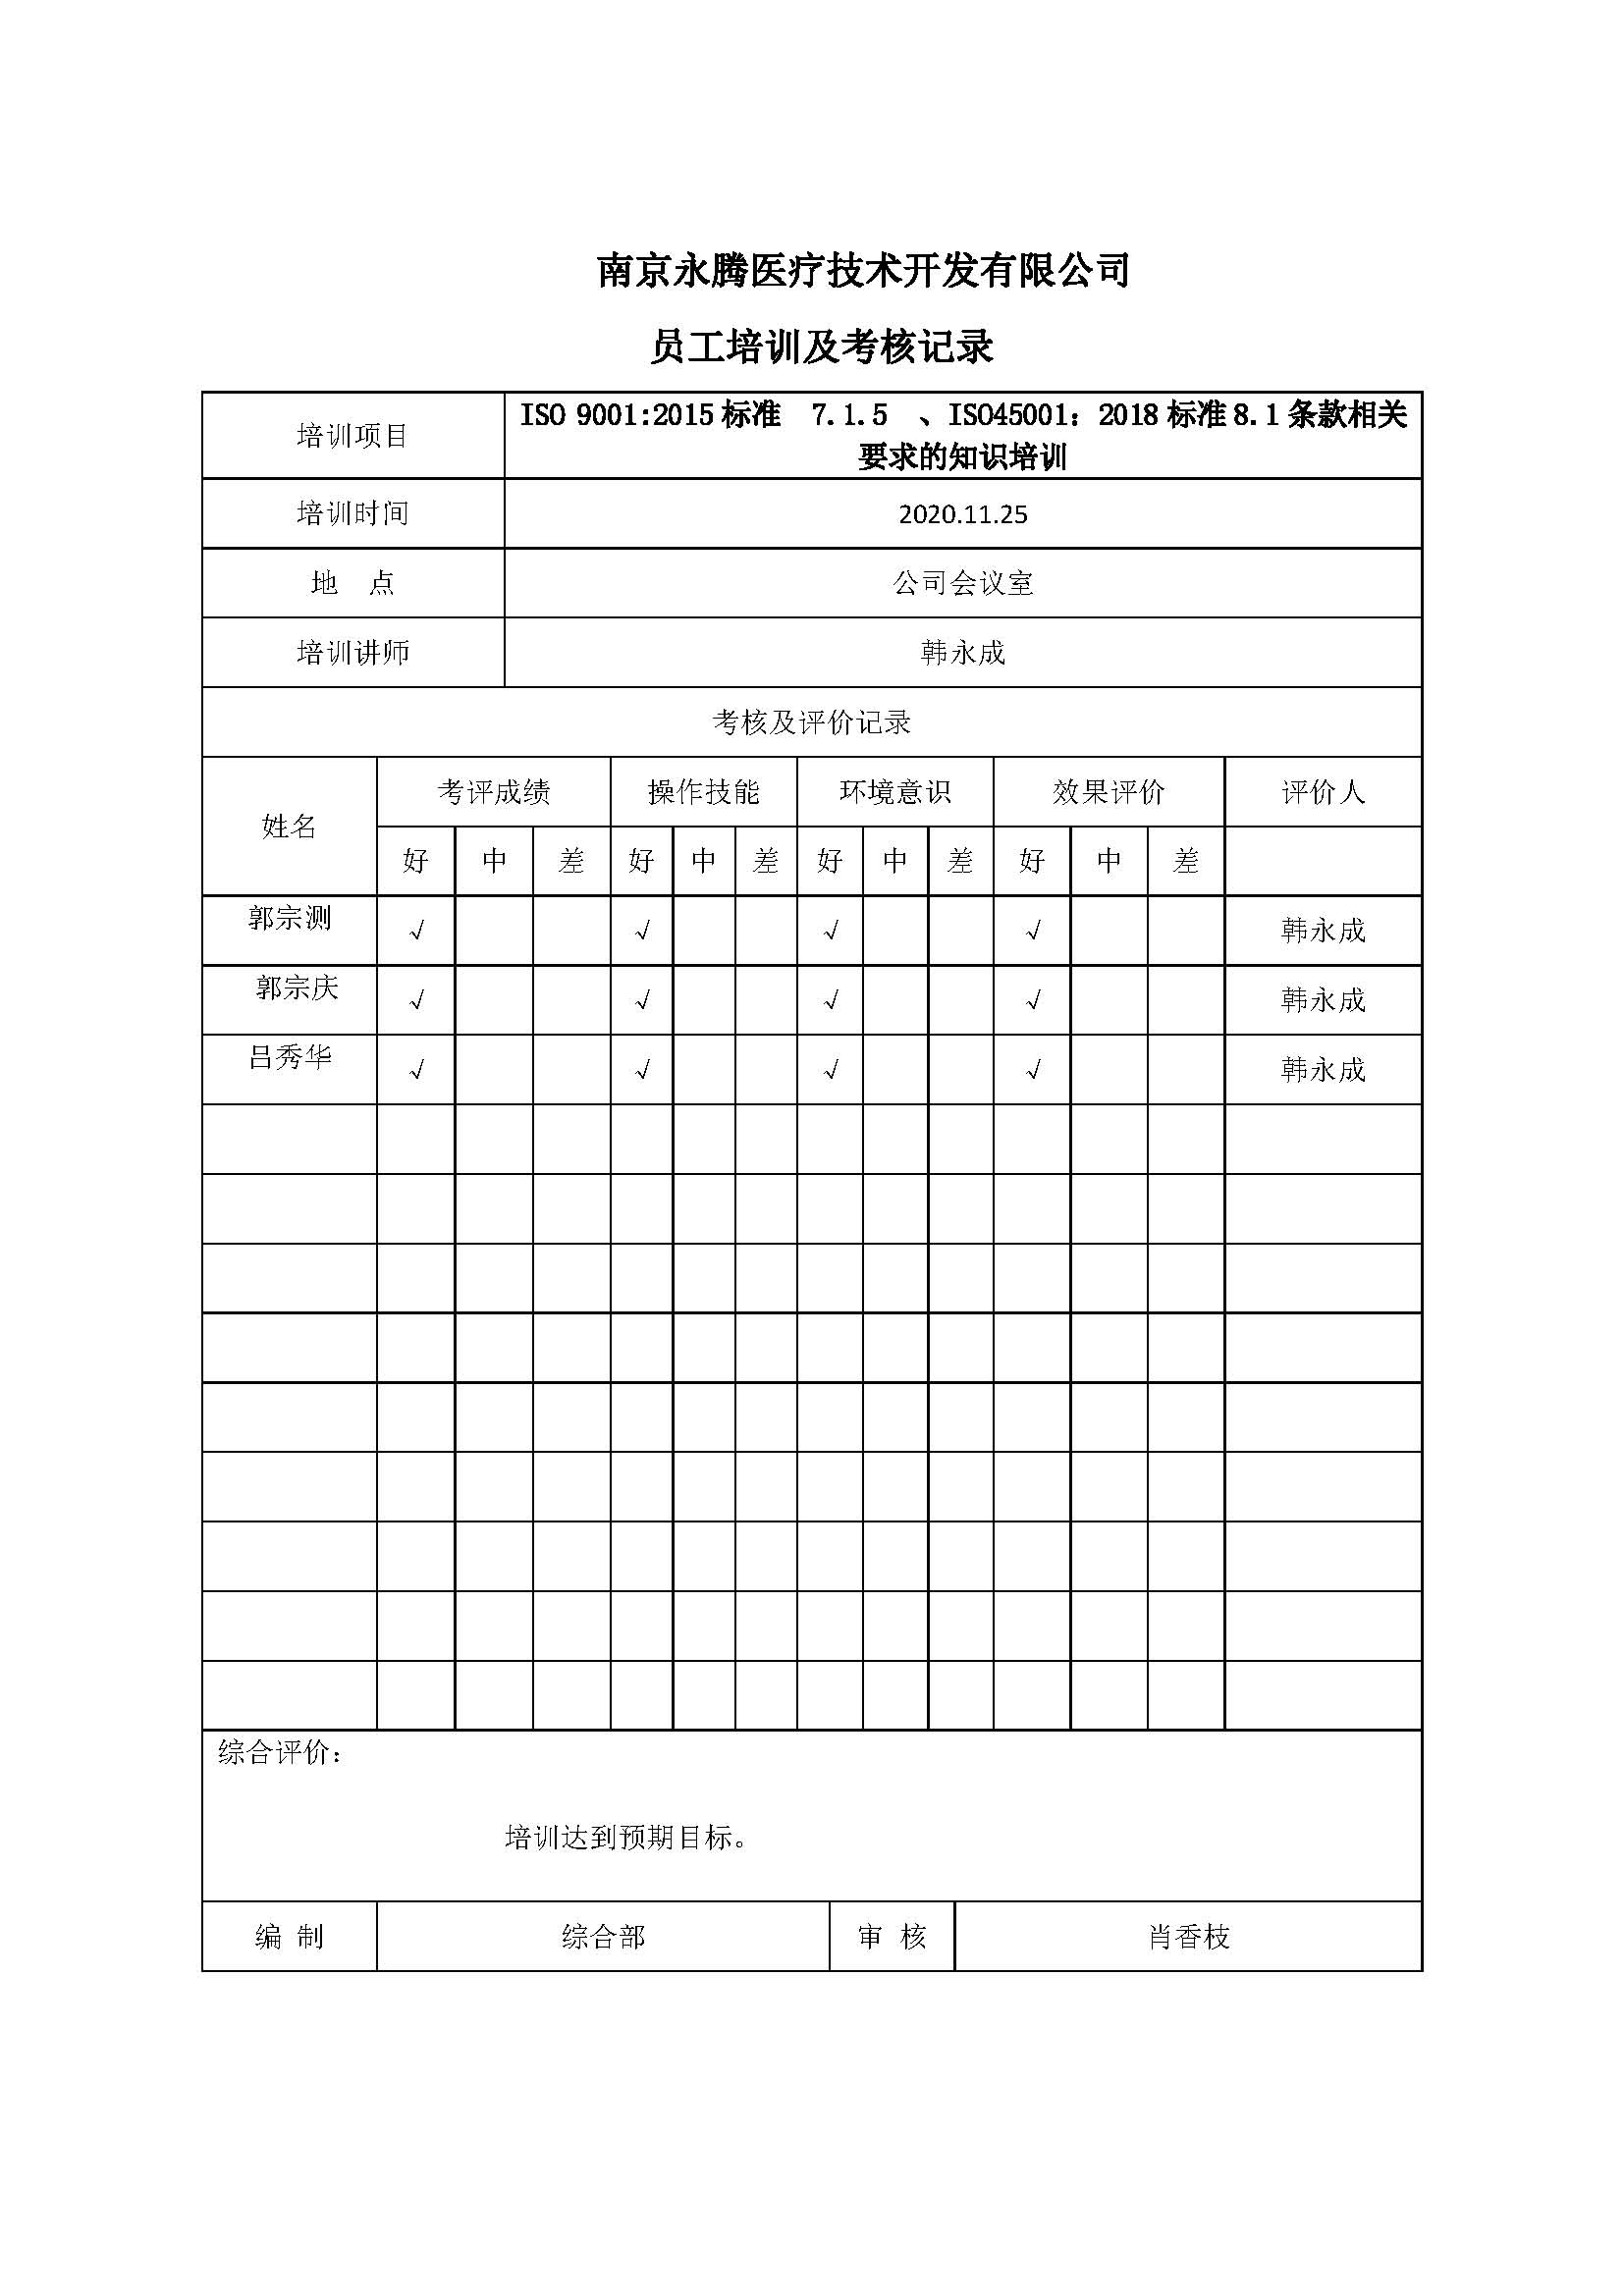 南京永腾医疗技术开发有限公司
员工培训及考核记录
培训项目
ISO 9001:2015标准 7.1.5 、ISO45001：2018标准8.1条款相关
要求的知识培训
培训时间 2020.11.25
地 点 公司会议室
培训讲师 韩永成
考核及评价记录
姓名 考评成绩 操作技能 环境意识 效果评价 评价人
好 中 差 好 中 差 好 中 差 好 中 差
郭宗测 √ √ √ √ 韩永成
郭宗庆 √ √ √ √ 韩永成
吕秀华 √ √ √ √ 韩永成
综合评价：
培训达到预期目标。
编 制 综合部 审 核 肖香枝